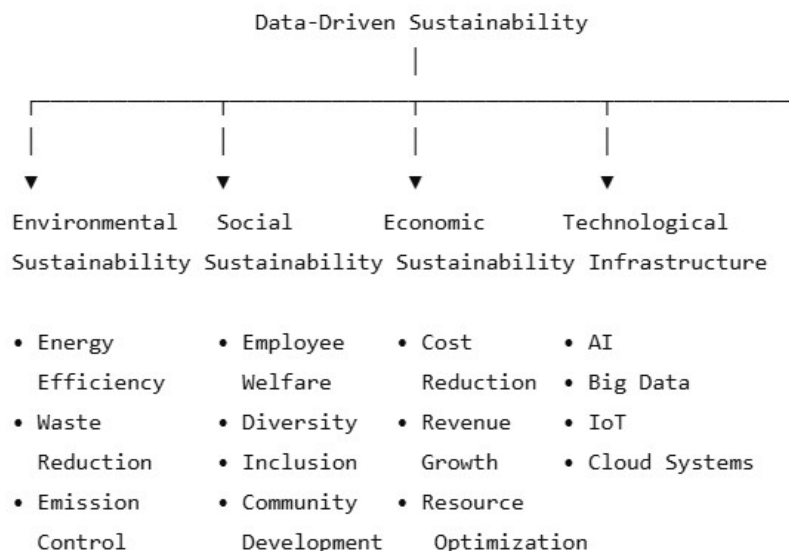 Data-Driven Sustainability
Environmental Social Economic Technological
Sustainability Sustainability Sustainability Infrastructure
• Energy • Employee • Cost • AI
Efficiency Welfare Reduction • Big Data
• Waste • Diversity • Revenue • IoT
Reduction • Inclusion Growth • Cloud Systems
• Emission • Community • Resource
Control Development Optimization